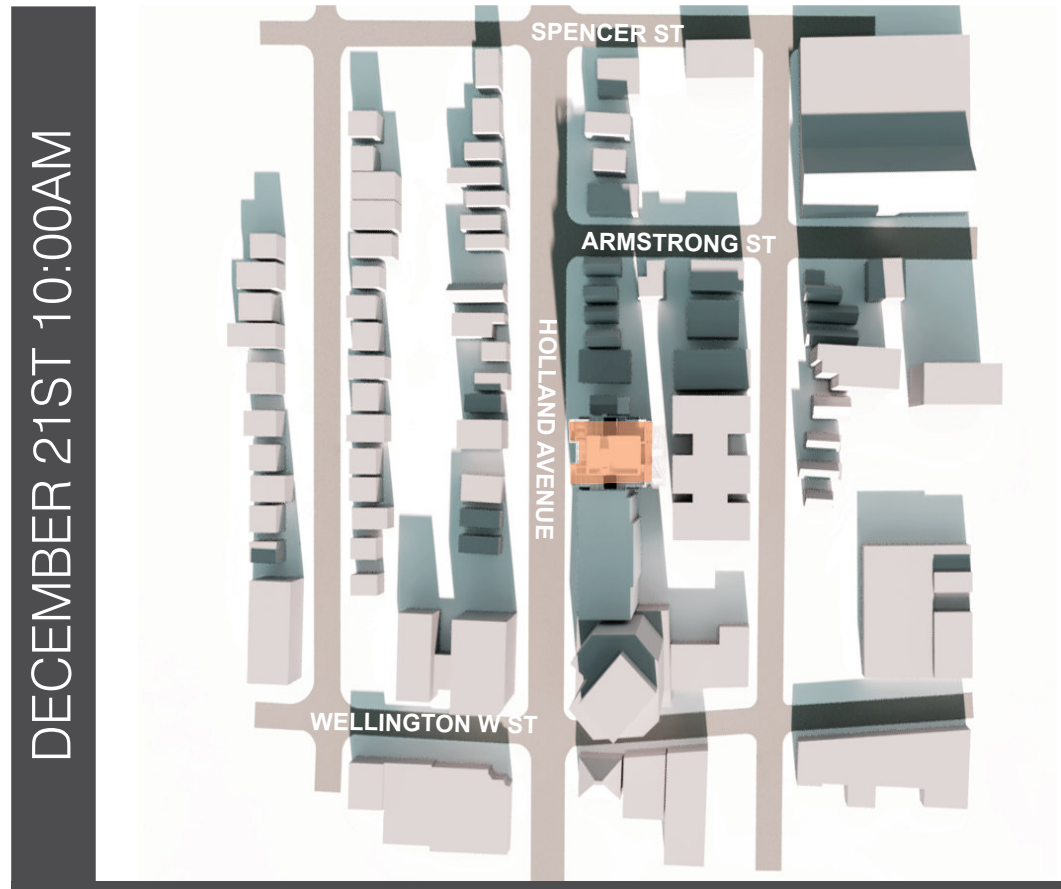 DECEMBER 21ST 10:00AM
SPENCER ST
ARMSTRONG ST
HOLLAND AVENUE
WELLINGTON W ST